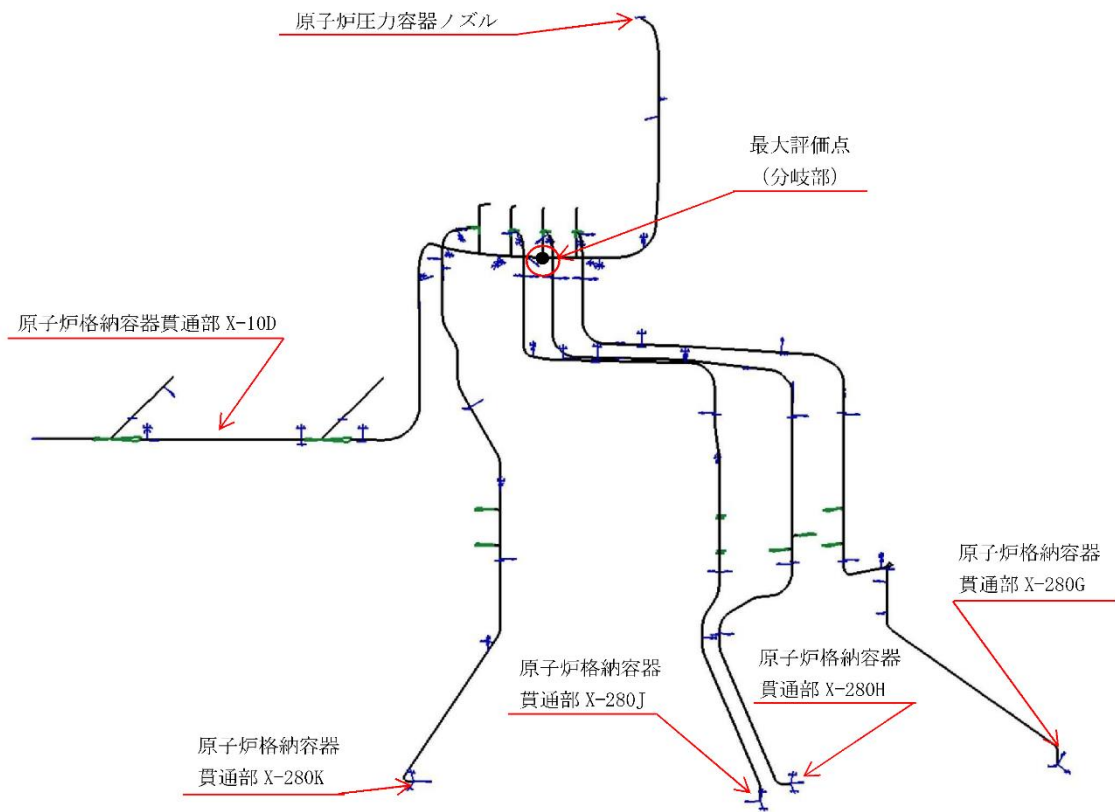 原子炉圧力容器ノズル
最大評価点
(分岐部)
原子炉格納容器貫通部 X-10D
原子炉格納容器
貫通部 X-280G
原子炉格納容器
貫通部 X-280H
原子炉格納容器
貫通部 X-280J
原子炉格納容器
貫通部 X-280K